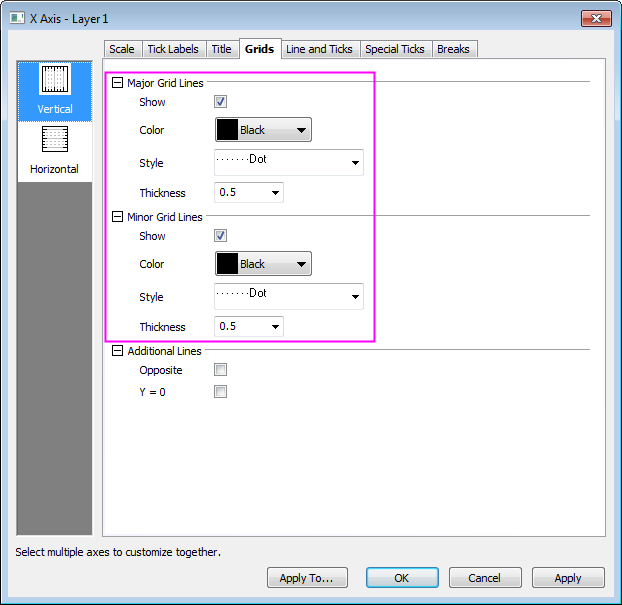 X Axis - Layer1
Scale Tick Labels Title Grids Line and Ticks Special Ticks Breaks
Vertical
Horizontal
Major Grid Lines
Show
Color Black
Style Dot
Thickness 0.5
Minor Grid Lines
Show
Color Black
Style Dot
Thickness 0.5
Additional Lines
Opposite
Y = 0
Select multiple axes to customize together.
Apply To... OK Cancel Apply